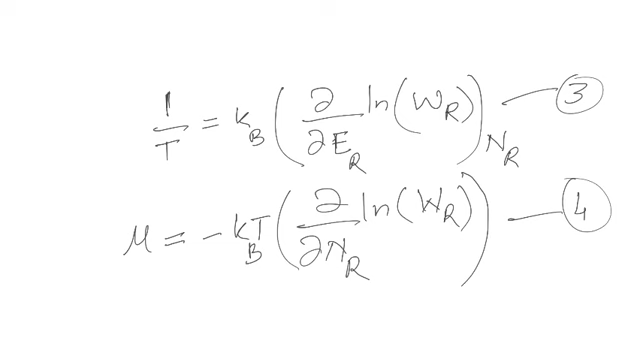 1/T = k_B ( ∂/∂E_R ln(W_R) )_{N_R} — ③
μ = - k_B T ( ∂/∂N_R ln(W_R) ) — ④